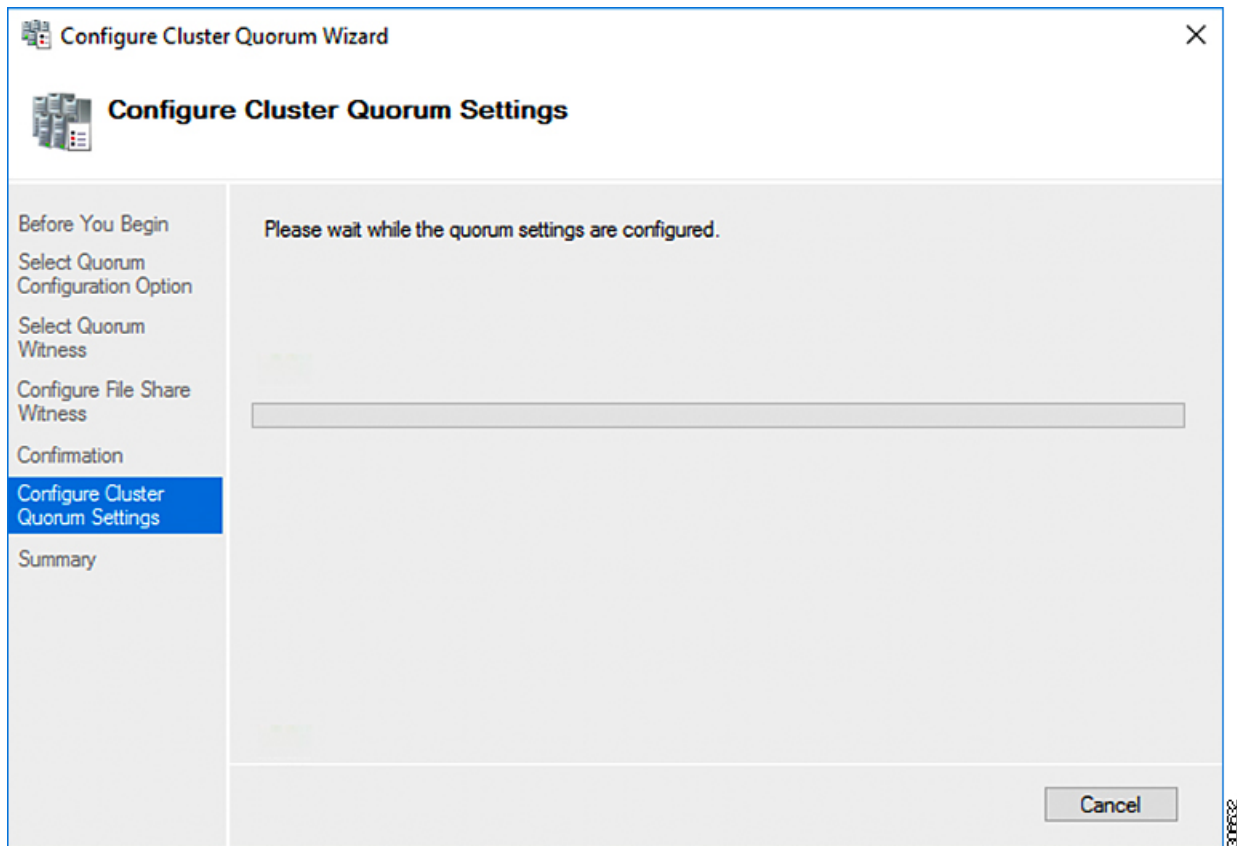 Configure Cluster Quorum Wizard
Configure Cluster Quorum Settings
Before You Begin
Select Quorum
Configuration Option
Select Quorum
Witness
Configure File Share
Witness
Confirmation
Configure Cluster
Quorum Settings
Summary
Please wait while the quorum settings are configured.
Cancel
306632